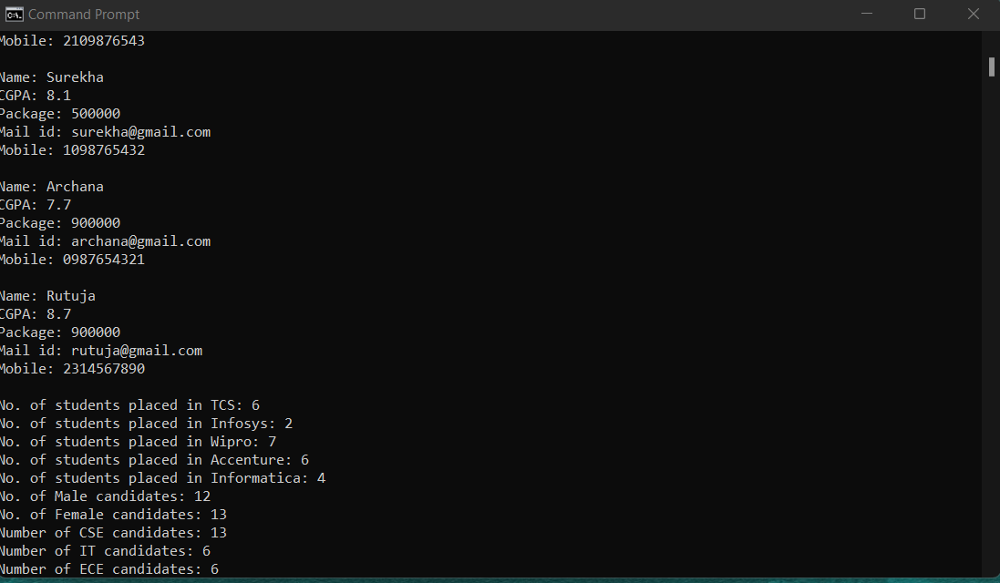 Command Prompt
Mobile: 2109876543
Name: Surekha
CGPA: 8.1
Package: 500000
Mail id: surekha@gmail.com
Mobile: 1098765432
Name: Archana
CGPA: 7.7
Package: 900000
Mail id: archana@gmail.com
Mobile: 0987654321
Name: Rutuja
CGPA: 8.7
Package: 900000
Mail id: rutuja@gmail.com
Mobile: 2314567890
No. of students placed in TCS: 6
No. of students placed in Infosys: 2
No. of students placed in Wipro: 7
No. of students placed in Accenture: 6
No. of students placed in Informatica: 4
No. of Male candidates: 12
No. of Female candidates: 13
Number of CSE candidates: 13
Number of IT candidates: 6
Number of ECE candidates: 6